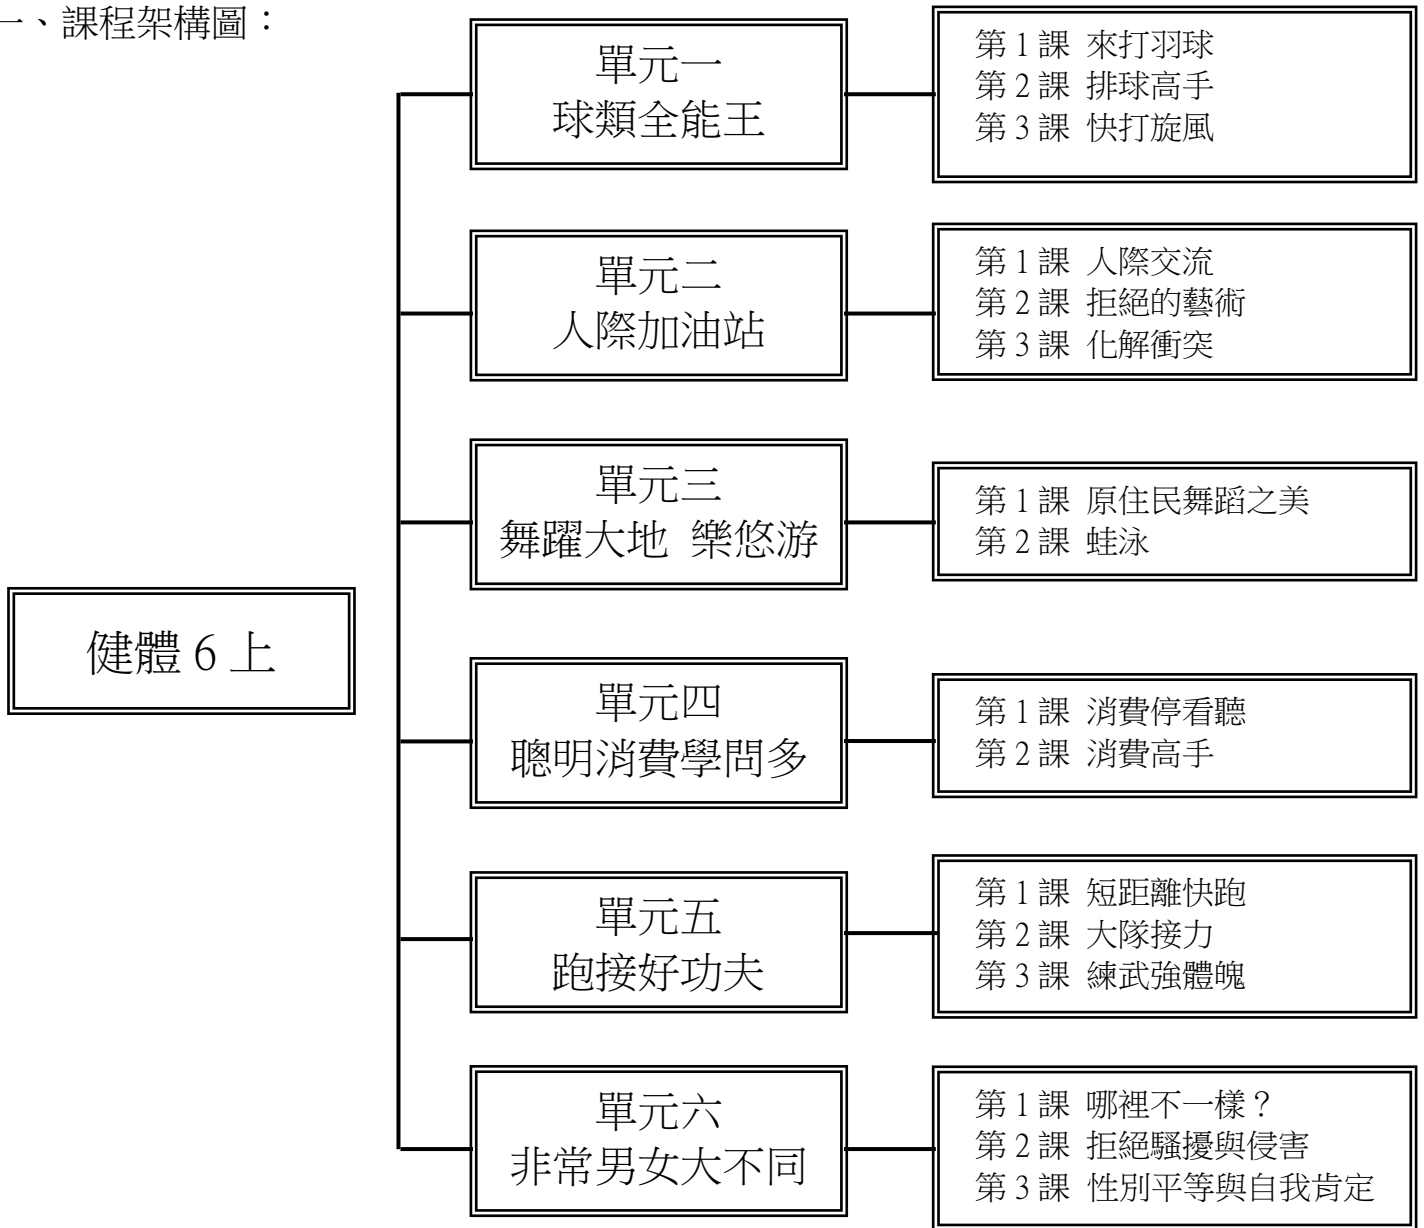 一、課程架構圖：
健體 6 上
單元一
球類全能王
第 1 課 來打羽球
第 2 課 排球高手
第 3 課 快打旋風
單元二
人際加油站
第 1 課 人際交流
第 2 課 拒絕的藝術
第 3 課 化解衝突
單元三
舞躍大地 樂悠游
第 1 課 原住民舞蹈之美
第 2 課 蛙泳
單元四
聰明消費學問多
第 1 課 消費停看聽
第 2 課 消費高手
單元五
跑接好功夫
第 1 課 短距離快跑
第 2 課 大隊接力
第 3 課 練武強體魄
單元六
非常男女大不同
第 1 課 哪裡不一樣？
第 2 課 拒絕騷擾與侵害
第 3 課 性別平等與自我肯定